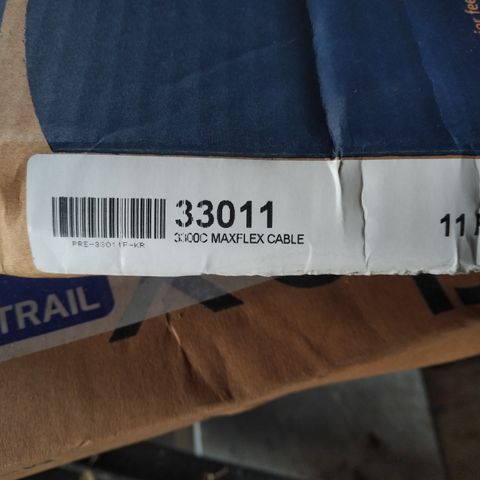 33011
3300C MAXFLEX CABLE
PRE-33011F-KR
11
TRAIL